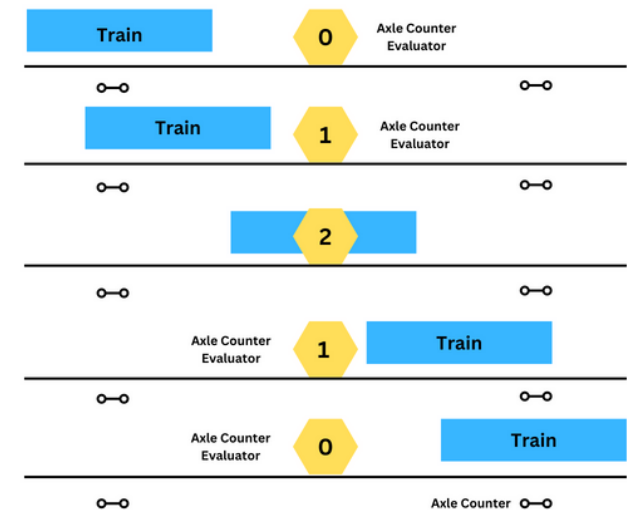 Train
0
Axle Counter
Evaluator
Train
1
Axle Counter
Evaluator
2
Axle Counter
Evaluator
1
Train
Axle Counter
Evaluator
0
Train
Axle Counter